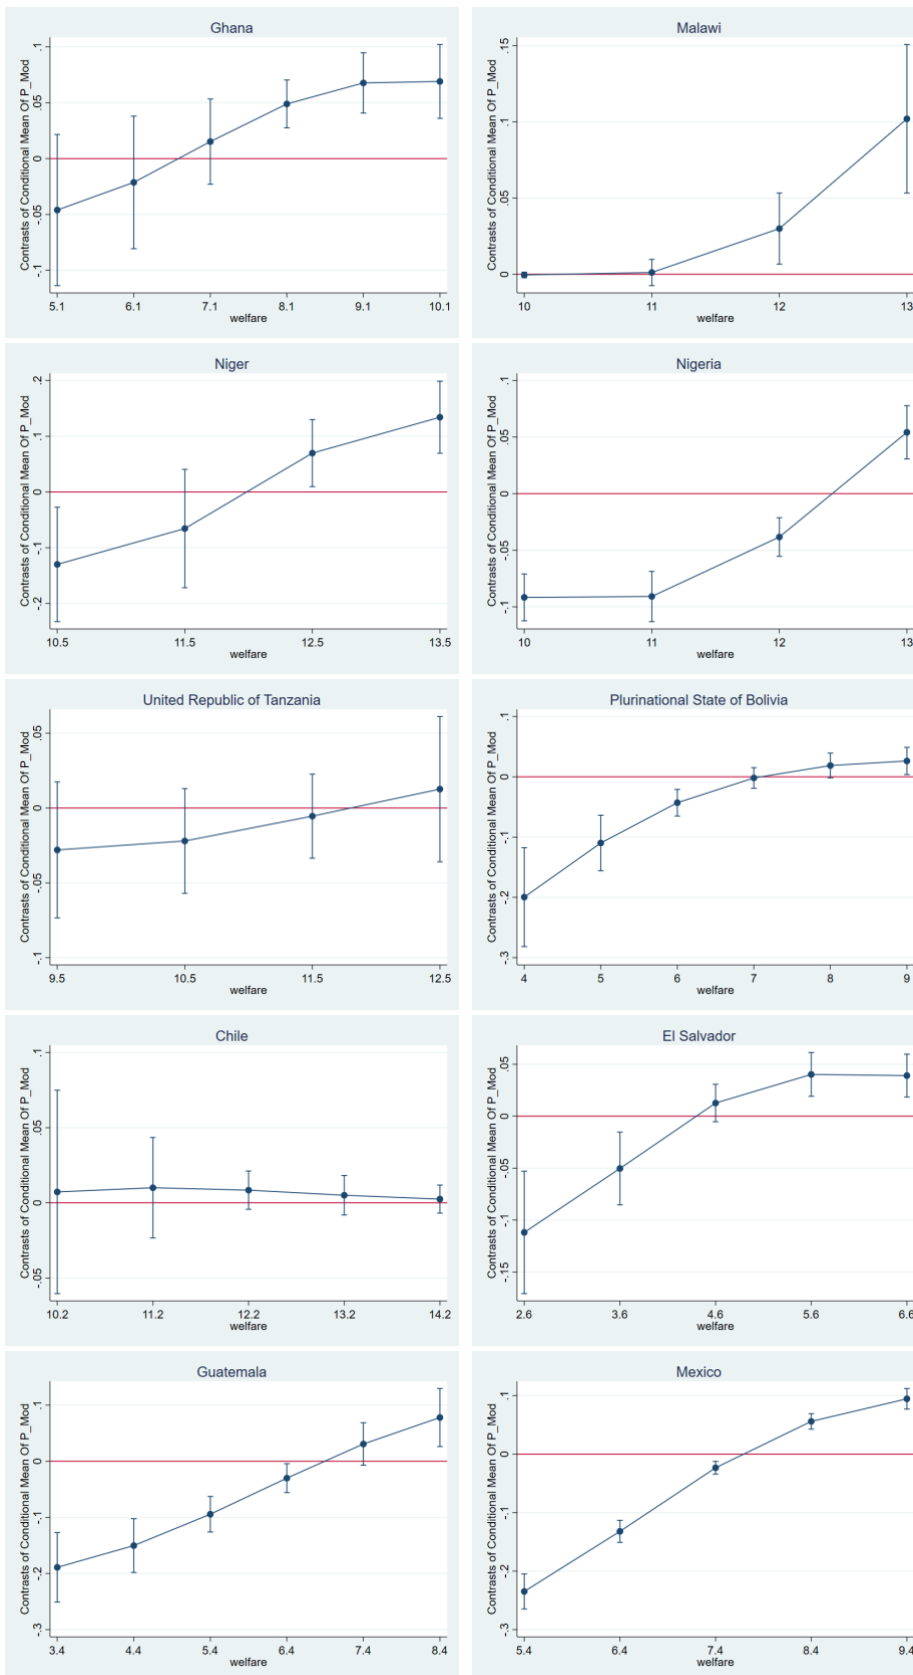 Ghana
Contrasts of Conditional Mean Of P_Mod
.1
.05
0
-.05
-.1
5.1 6.1 7.1 8.1 9.1 10.1
welfare
Malawi
Contrasts of Conditional Mean Of P_Mod
.15
.1
.05
0
10 11 12 13
welfare
Niger
Contrasts of Conditional Mean Of P_Mod
.2
.1
0
-.1
-.2
10.5 11.5 12.5 13.5
welfare
Nigeria
Contrasts of Conditional Mean Of P_Mod
.1
.05
0
-.05
-.1
10 11 12 13
welfare
United Republic of Tanzania
Contrasts of Conditional Mean Of P_Mod
.05
0
-.05
-.1
9.5 10.5 11.5 12.5
welfare
Plurinational State of Bolivia
Contrasts of Conditional Mean Of P_Mod
.1
0
-.1
-.2
-.3
4 5 6 7 8 9
welfare
Chile
Contrasts of Conditional Mean Of P_Mod
.1
.05
0
-.05
10.2 11.2 12.2 13.2 14.2
welfare
El Salvador
Contrasts of Conditional Mean Of P_Mod
.05
0
-.05
-.1
-.15
2.6 3.6 4.6 5.6 6.6
welfare
Guatemala
Contrasts of Conditional Mean Of P_Mod
.1
0
-.1
-.2
-.3
3.4 4.4 5.4 6.4 7.4 8.4
welfare
Mexico
Contrasts of Conditional Mean Of P_Mod
.1
0
-.1
-.2
-.3
5.4 6.4 7.4 8.4 9.4
welfare